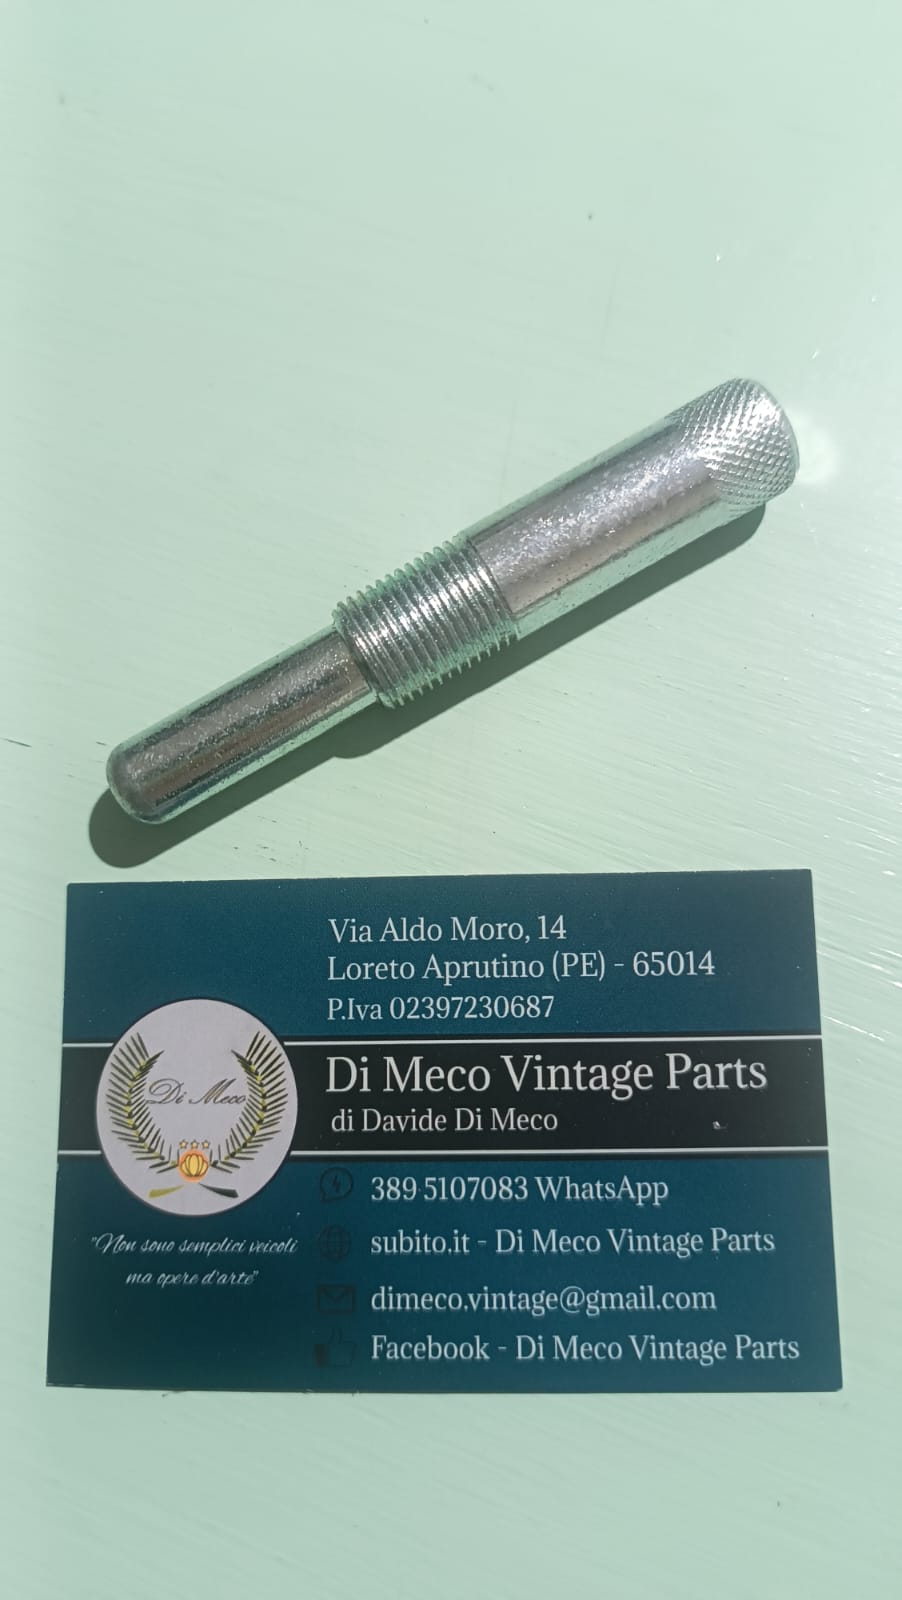 Via Aldo Moro, 14
Loreto Aprutino (PE) - 65014
P.Iva 02397230687
Di Meco
Di Meco Vintage Parts
di Davide Di Meco
"Non sono semplici veicoli
ma opere d'arte"
389 5107083 WhatsApp
subito.it - Di Meco Vintage Parts
dimeco.vintage@gmail.com
Facebook - Di Meco Vintage Parts